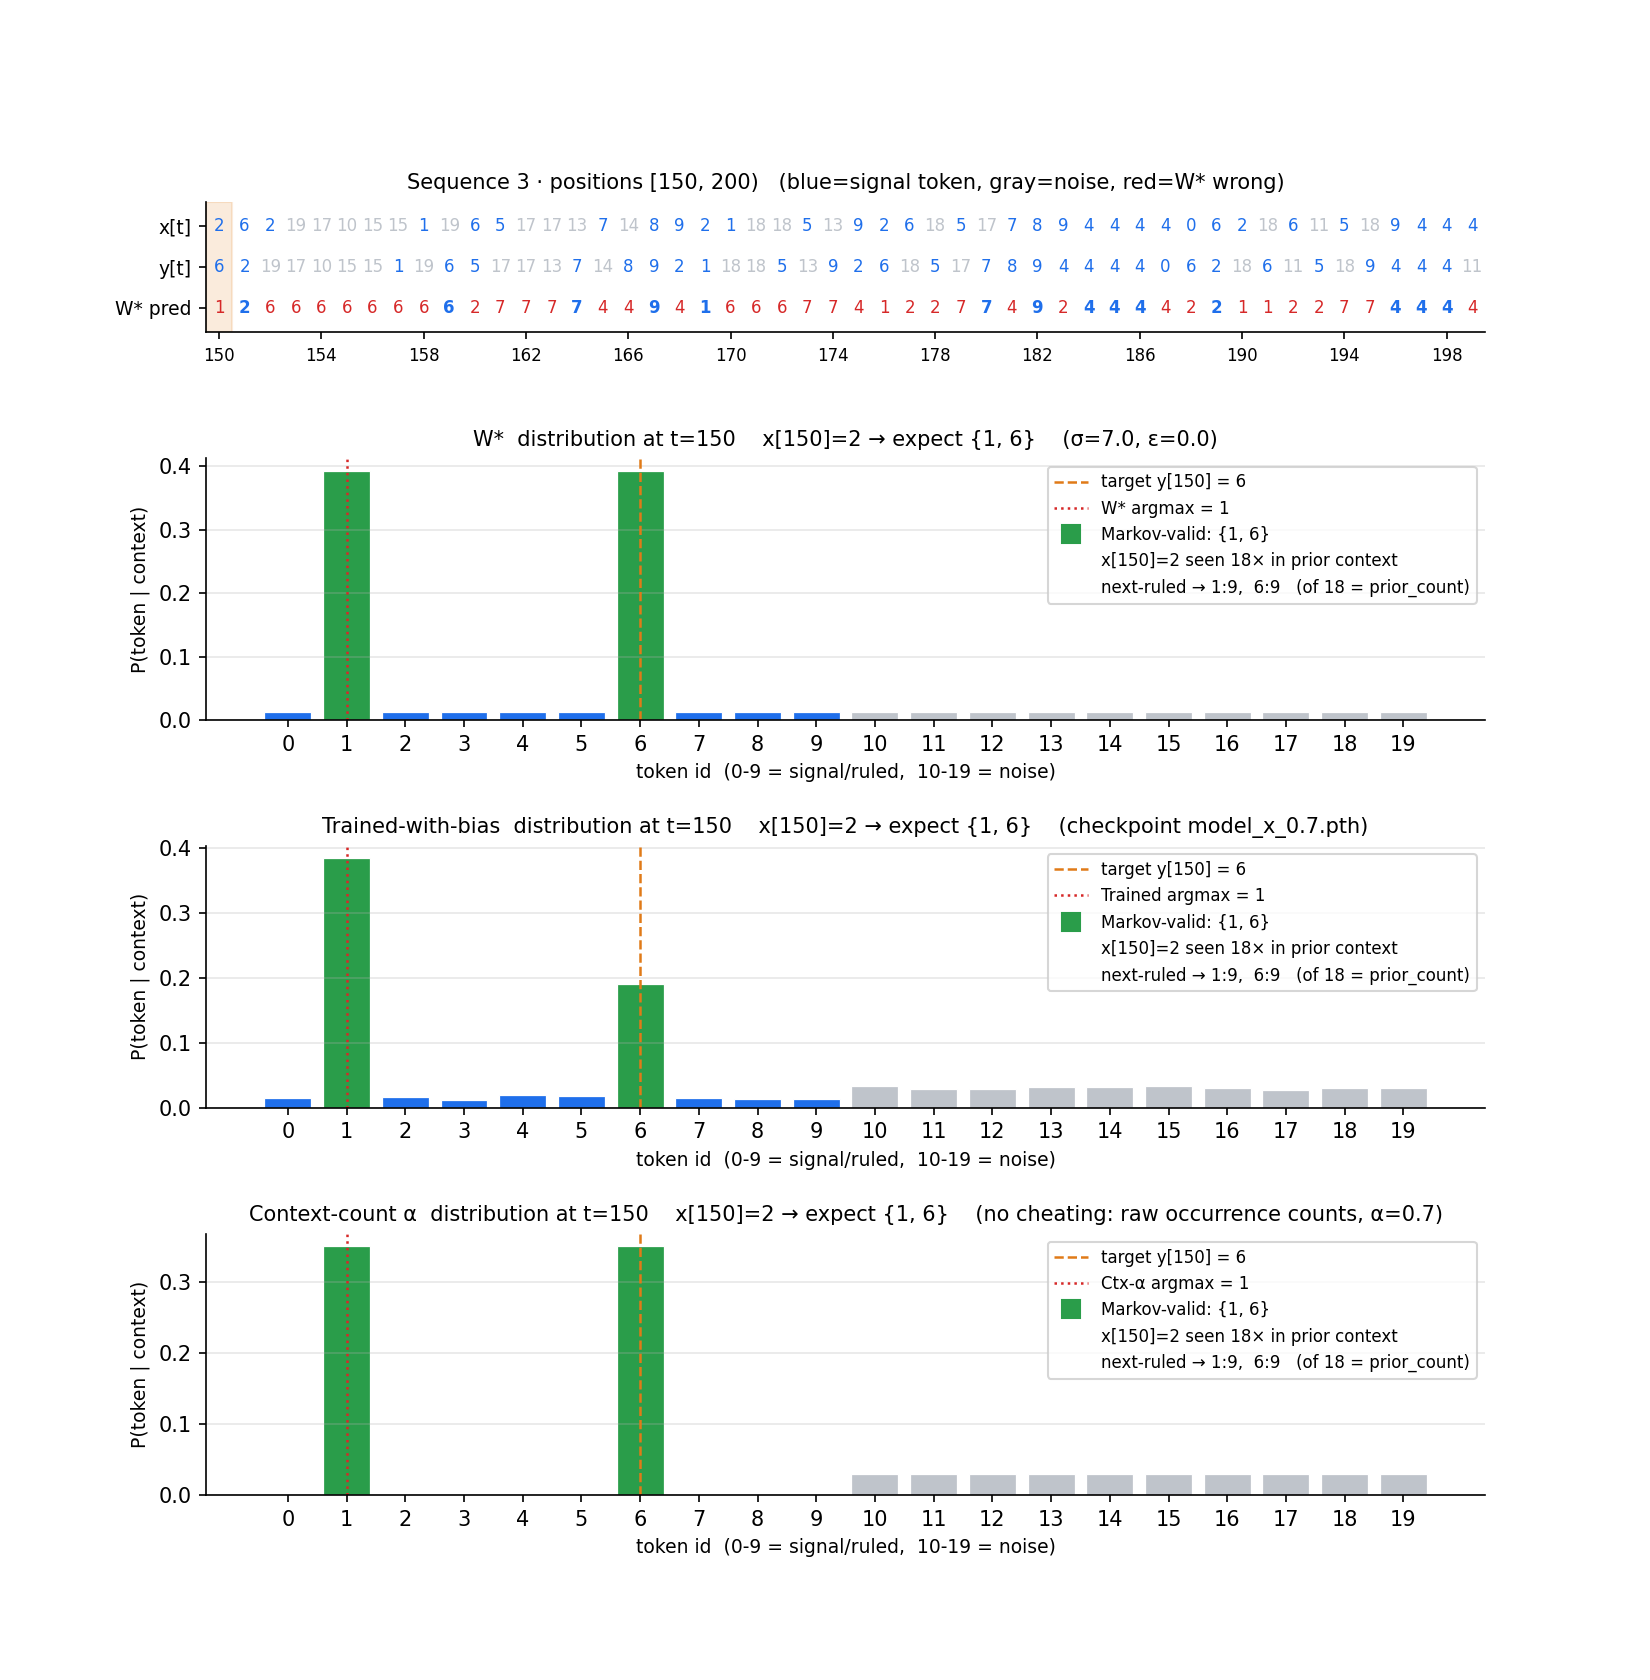 Sequence 3 · positions [150, 200)   (blue=signal token, gray=noise, red=W* wrong)
x[t] 2 6 2 19 17 10 15 15 1 19 6 5 17 17 13 7 14 8 9 2 1 18 18 5 13 9 2 6 18 5 17 7 8 9 4 4 4 4 0 6 2 18 6 11 5 18 9 4 4 4
y[t] 6 2 19 17 10 15 15 1 19 6 5 17 17 13 7 14 8 9 2 1 18 18 5 13 9 2 6 18 5 17 7 8 9 4 4 4 4 0 6 2 18 6 11 5 18 9 4 4 4 11
W* pred 1 2 6 6 6 6 6 6 6 6 2 7 7 7 7 4 4 9 4 1 6 6 6 7 7 4 1 2 2 7 7 4 9 2 4 4 4 4 2 2 1 1 2 2 7 7 4 4 4 4
150 154 158 162 166 170 174 178 182 186 190 194 198
W*  distribution at t=150    x[150]=2 → expect {1, 6}    (σ=7.0, ε=0.0)
P(token | context)
0.4
0.3
0.2
0.1
0.0
target y[150] = 6
W* argmax = 1
Markov-valid: {1, 6}
x[150]=2 seen 18× in prior context
next-ruled → 1:9,  6:9   (of 18 = prior_count)
0 1 2 3 4 5 6 7 8 9 10 11 12 13 14 15 16 17 18 19
token id  (0-9 = signal/ruled,  10-19 = noise)
Trained-with-bias  distribution at t=150    x[150]=2 → expect {1, 6}    (checkpoint model_x_0.7.pth)
P(token | context)
0.4
0.3
0.2
0.1
0.0
target y[150] = 6
Trained argmax = 1
Markov-valid: {1, 6}
x[150]=2 seen 18× in prior context
next-ruled → 1:9,  6:9   (of 18 = prior_count)
0 1 2 3 4 5 6 7 8 9 10 11 12 13 14 15 16 17 18 19
token id  (0-9 = signal/ruled,  10-19 = noise)
Context-count α  distribution at t=150    x[150]=2 → expect {1, 6}    (no cheating: raw occurrence counts, α=0.7)
P(token | context)
0.3
0.2
0.1
0.0
target y[150] = 6
Ctx-α argmax = 1
Markov-valid: {1, 6}
x[150]=2 seen 18× in prior context
next-ruled → 1:9,  6:9   (of 18 = prior_count)
0 1 2 3 4 5 6 7 8 9 10 11 12 13 14 15 16 17 18 19
token id  (0-9 = signal/ruled,  10-19 = noise)